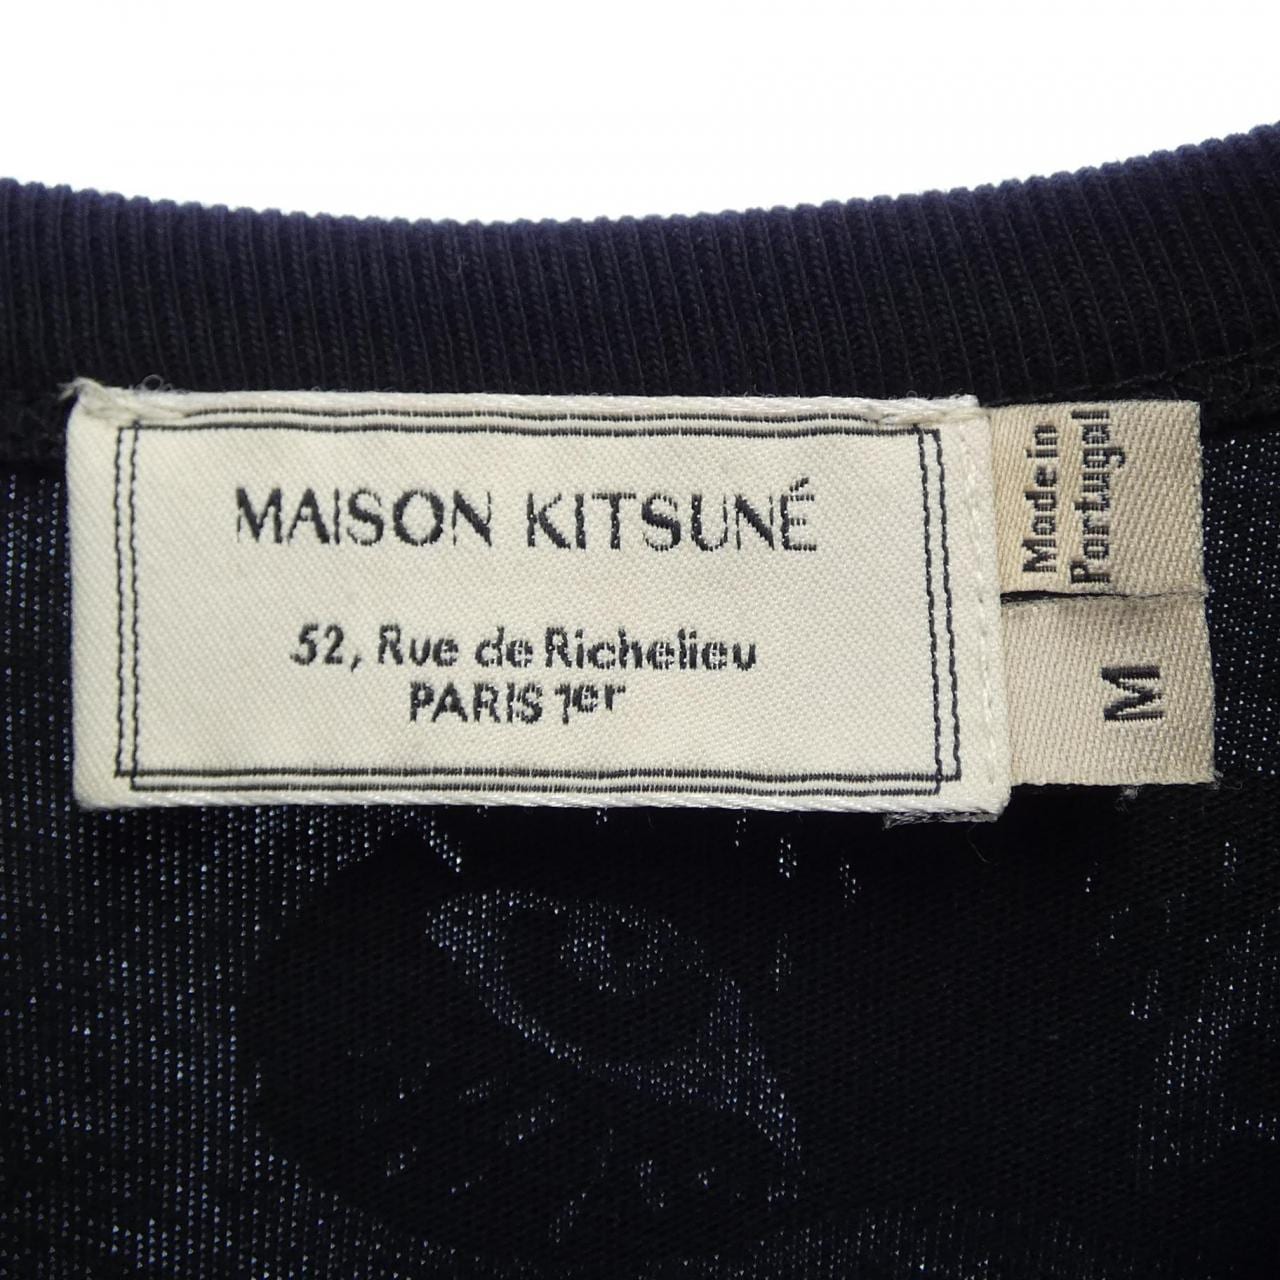 MAISON KITSUNÉ
52, Rue de Richelieu
PARIS 1er
Made in
Portugal
M